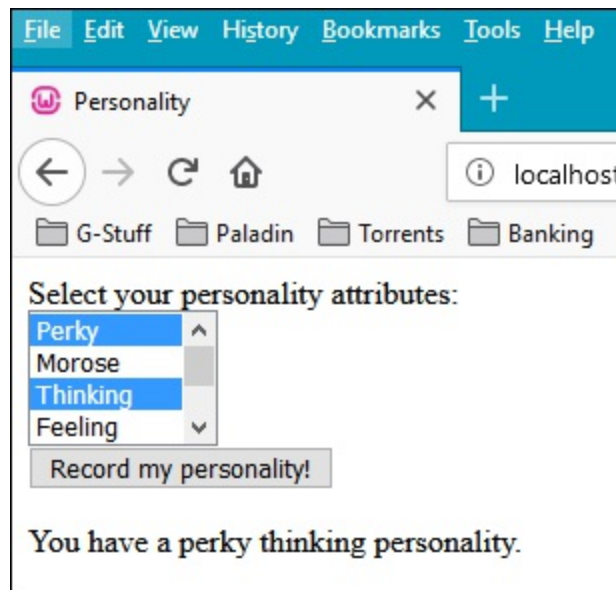 File Edit View History Bookmarks Tools Help
Personality
localhost
G-Stuff Paladin Torrents Banking
Select your personality attributes:
Perky
Morose
Thinking
Feeling
Record my personality!
You have a perky thinking personality.